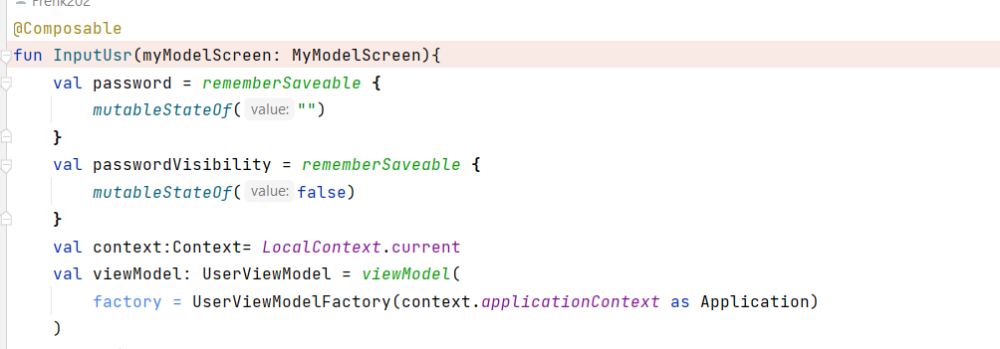 Frenk202
@Composable
fun InputUsr(myModelScreen: MyModelScreen){
    val password = rememberSaveable {
        mutableStateOf( value: "")
    }
    val passwordVisibility = rememberSaveable {
        mutableStateOf( value: false)
    }
    val context:Context= LocalContext.current
    val viewModel: UserViewModel = viewModel(
        factory = UserViewModelFactory(context.applicationContext as Application)
    )